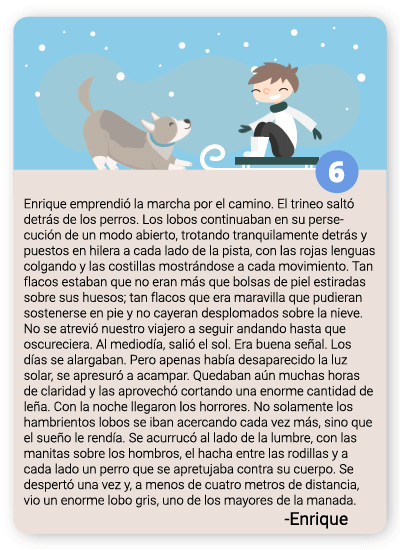 6
Enrique emprendió la marcha por el camino. El trineo saltó
detrás de los perros. Los lobos continuaban en su perse-
cución de un modo abierto, trotando tranquilamente detrás y
puestos en hilera a cada lado de la pista, con las rojas lenguas
colgando y las costillas mostrándose a cada movimiento. Tan
flacos estaban que no eran más que bolsas de piel estiradas
sobre sus huesos; tan flacos que era maravilla que pudieran
sostenerse en pie y no cayeran desplomados sobre la nieve.
No se atrevió nuestro viajero a seguir andando hasta que
oscureciera. Al mediodía, salió el sol. Era buena señal. Los
días se alargaban. Pero apenas había desaparecido la luz
solar, se apresuró a acampar. Quedaban aún muchas horas
de claridad y las aprovechó cortando una enorme cantidad de
leña. Con la noche llegaron los horrores. No solamente los
hambrientos lobos se iban acercando cada vez más, sino que
el sueño le rendía. Se acurrucó al lado de la lumbre, con las
manitas sobre los hombros, el hacha entre las rodillas y a
cada lado un perro que se apretujaba contra su cuerpo. Se
despertó una vez y, a menos de cuatro metros de distancia,
vio un enorme lobo gris, uno de los mayores de la manada.
-Enrique